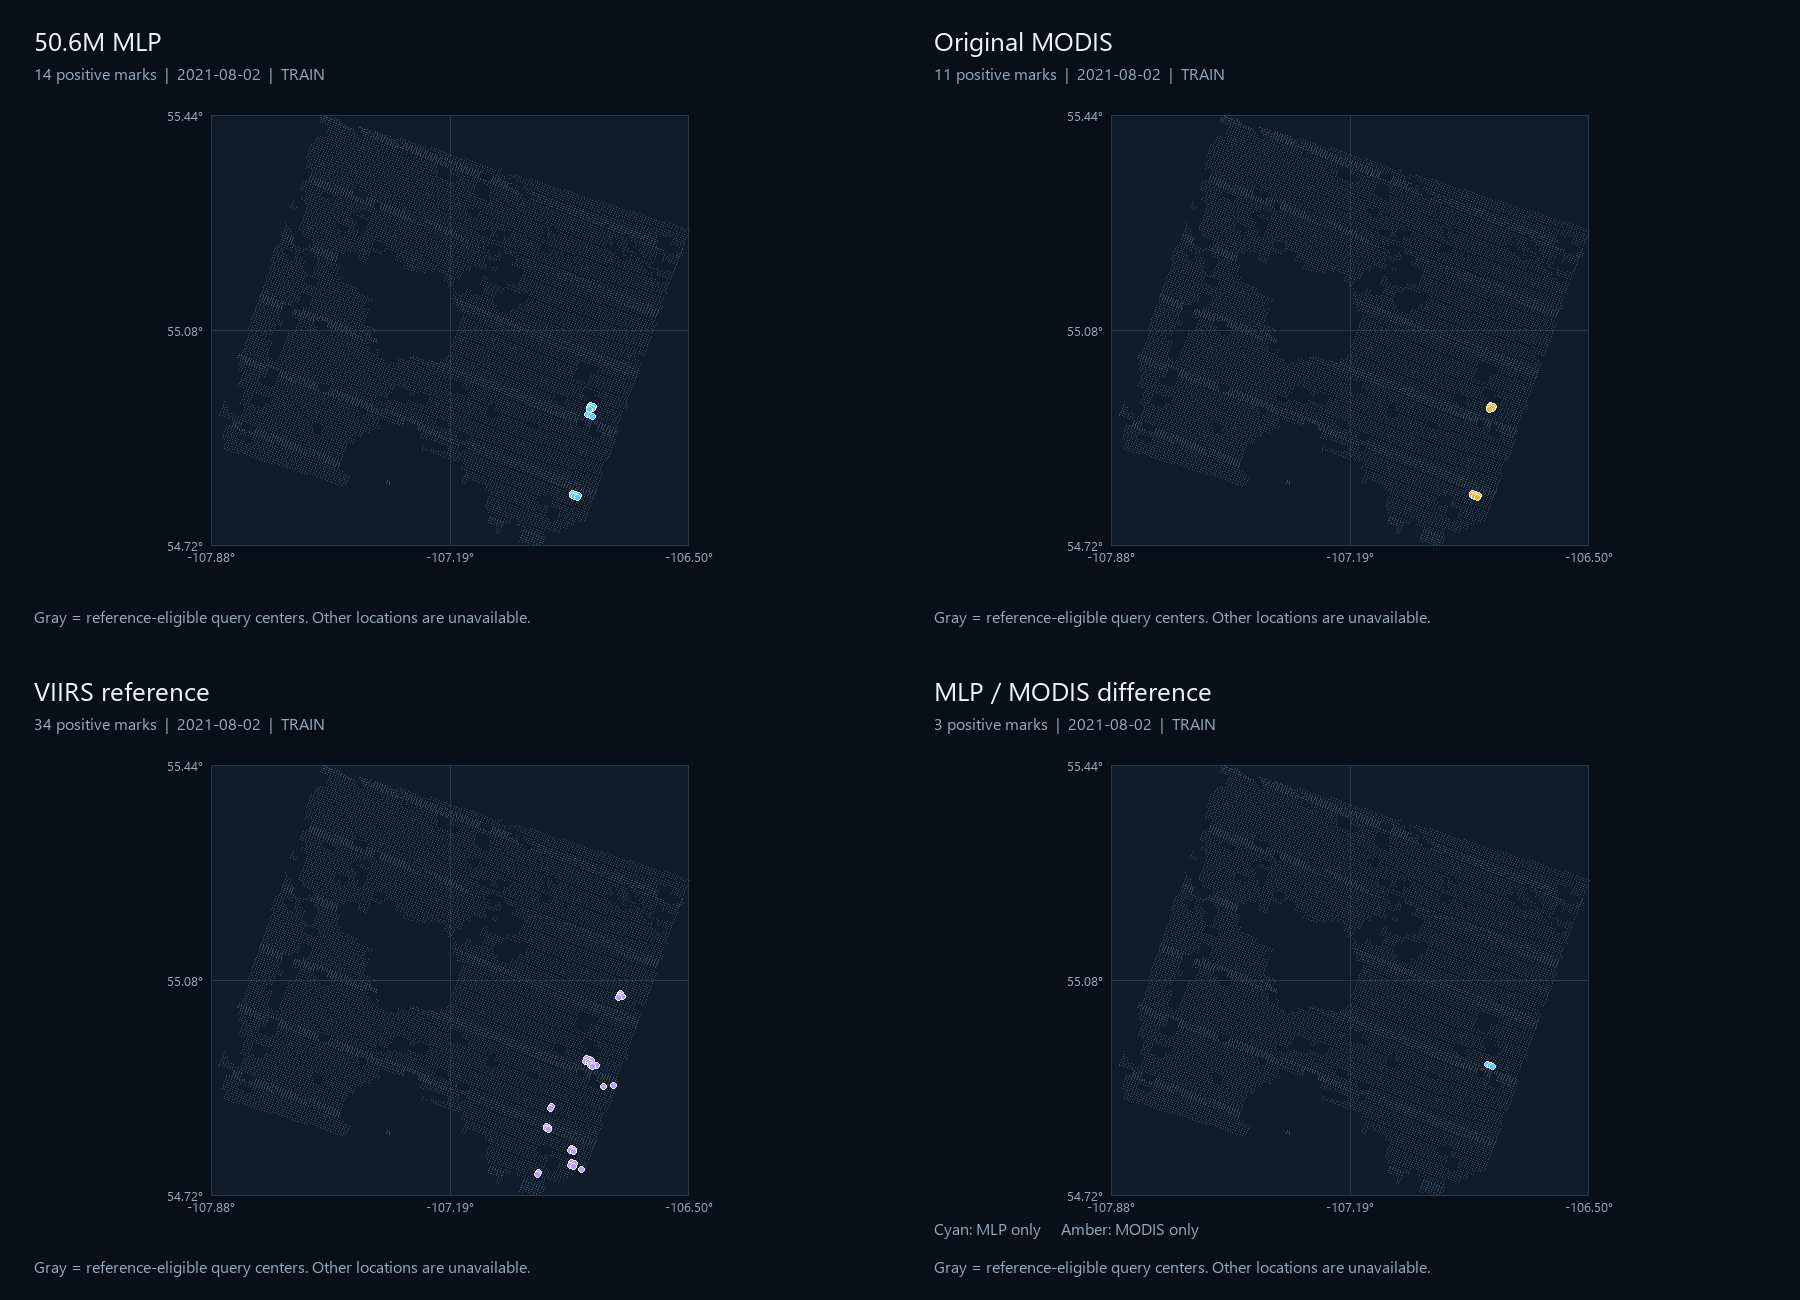 50.6M MLP
14 positive marks | 2021-08-02 | TRAIN
55.44°
55.08°
54.72°
-107.88°
-107.19°
-106.50°
Gray = reference-eligible query centers. Other locations are unavailable.
Original MODIS
11 positive marks | 2021-08-02 | TRAIN
55.44°
55.08°
54.72°
-107.88°
-107.19°
-106.50°
Gray = reference-eligible query centers. Other locations are unavailable.
VIIRS reference
34 positive marks | 2021-08-02 | TRAIN
55.44°
55.08°
54.72°
-107.88°
-107.19°
-106.50°
Gray = reference-eligible query centers. Other locations are unavailable.
MLP / MODIS difference
3 positive marks | 2021-08-02 | TRAIN
55.44°
55.08°
54.72°
-107.88°
-107.19°
-106.50°
Cyan: MLP only Amber: MODIS only
Gray = reference-eligible query centers. Other locations are unavailable.